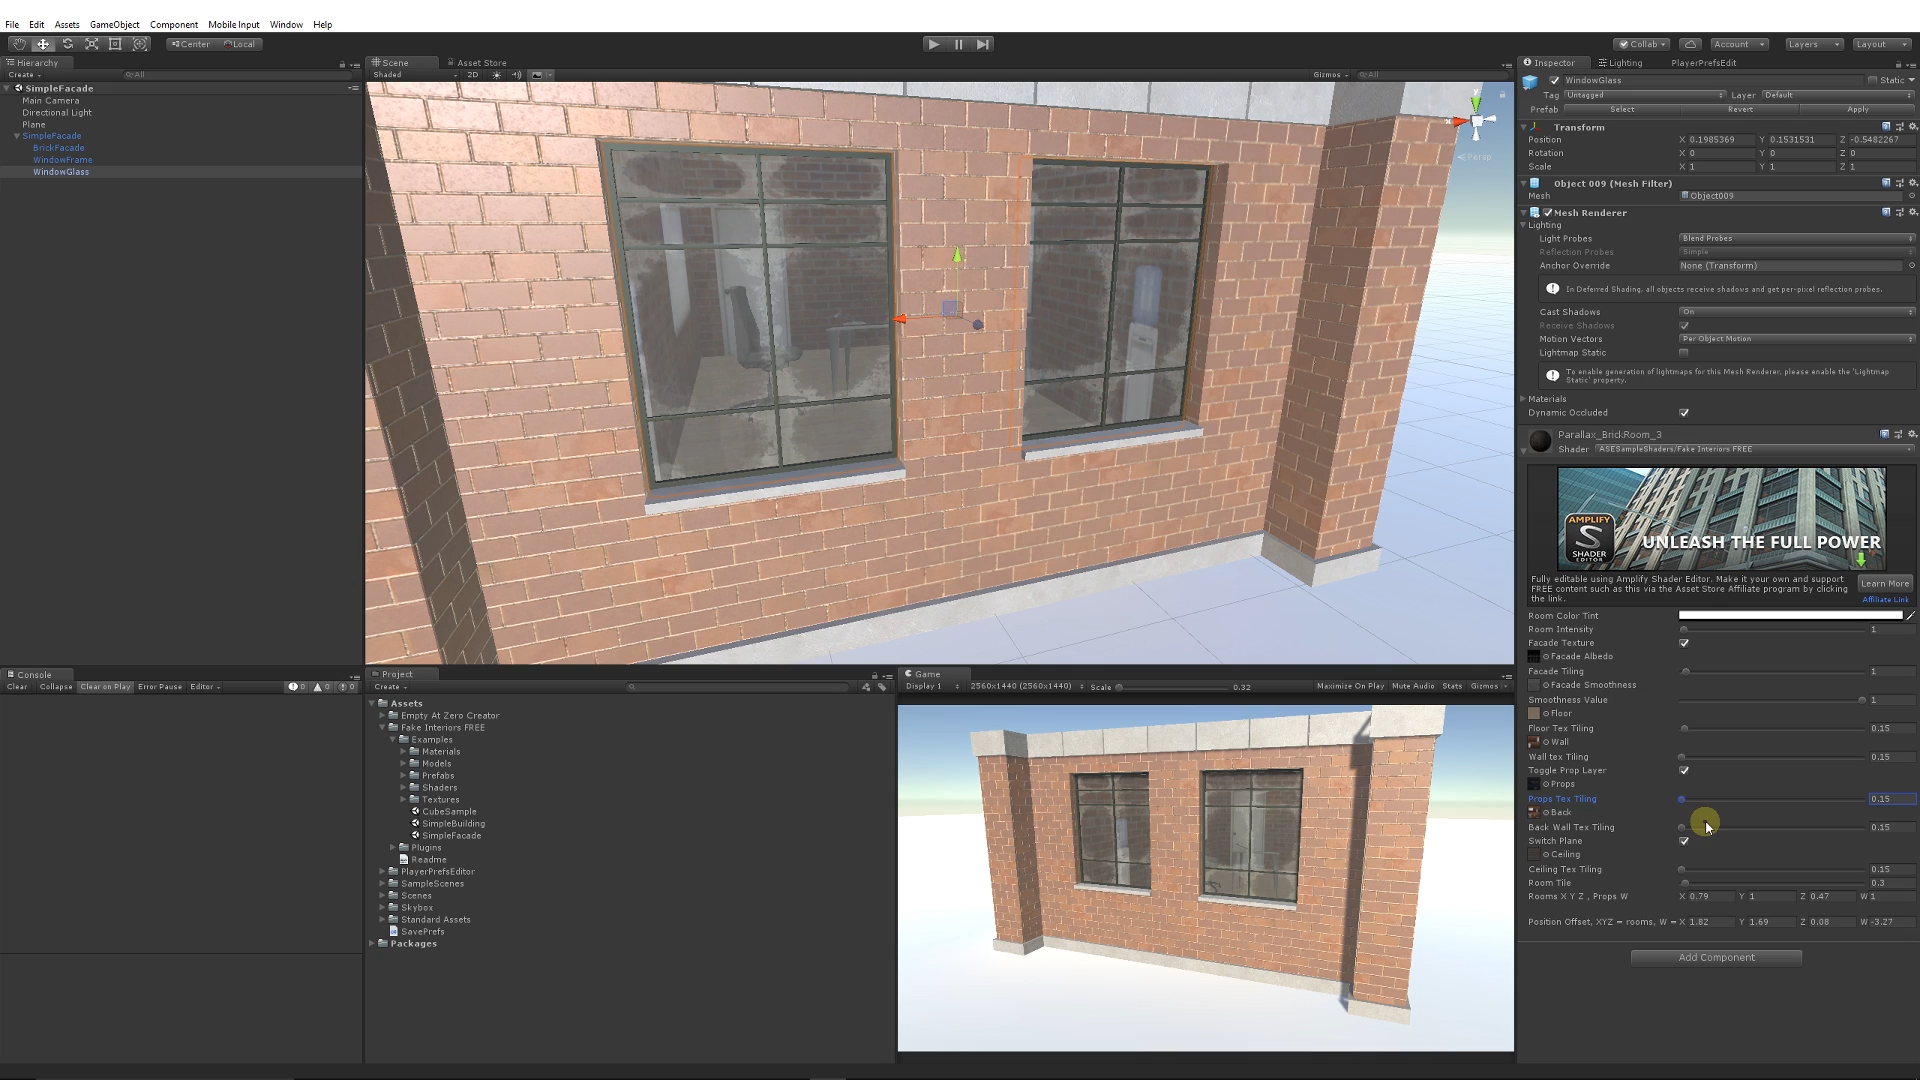 File Edit Assets GameObject Component Mobile Input Window Help
Center Local
Collab Account Layers Layout
Hierarchy
Create All
SimpleFacade
Main Camera
Directional Light
Plane
SimpleFacade
BrickFacade
WindowFrame
WindowGlass
Scene Asset Store
Shaded 2D Gizmos All
y
x
Persp
Inspector Lighting PlayerPrefsEdit
WindowGlass Static
Tag Untagged Layer Default
Prefab Select Revert Apply
Transform
Position X 0.1985369 Y 0.1531531 Z -0.5482267
Rotation X 0 Y 0 Z 0
Scale X 1 Y 1 Z 1
Object 009 (Mesh Filter)
Mesh Object009
Mesh Renderer
Lighting
Light Probes Blend Probes
Reflection Probes Simple
Anchor Override None (Transform)
In Deferred Shading, all objects receive shadows and get per-pixel reflection probes.
Cast Shadows On
Receive Shadows
Motion Vectors Per Object Motion
Lightmap Static
To enable generation of lightmaps for this Mesh Renderer, please enable the 'Lightmap
Static' property.
Materials
Dynamic Occluded
Parallax_BrickRoom_3
Shader ASESampleShaders/Fake Interiors FREE
AMPLIFY
S
SHADER
EDITOR
UNLEASH THE FULL POWER
Fully editable using Amplify Shader Editor. Make it your own and support
FREE content such as this via the Asset Store Affiliate program by clicking
the link.
Learn More
Affiliate Link
Room Color Tint
Room Intensity 1
Facade Texture
Facade Albedo
Facade Tiling 1
Facade Smoothness
Smoothness Value 1
Floor
Floor Tex Tiling 0.15
Wall
Wall tex Tiling 0.15
Toggle Prop Layer
Props
Props Tex Tiling 0.15
Back
Back Wall Tex Tiling 0.15
Switch Plane
Ceiling
Ceiling Tex Tiling 0.15
Room Tile 0.3
Rooms X Y Z , Props W X 0.79 Y 1 Z 0.47 W 1
Position Offset, XYZ = rooms, W = X 1.82 Y 1.69 Z 0.08 W -3.27
Add Component
Console
Clear Collapse Clear on Play Error Pause Editor 0 0 0
Project
Create
Assets
Empty At Zero Creator
Fake Interiors FREE
Examples
Materials
Models
Prefabs
Shaders
Textures
CubeSample
SimpleBuilding
SimpleFacade
Plugins
Readme
PlayerPrefsEditor
SampleScenes
Scenes
Skybox
Standard Assets
SavePrefs
Packages
Game
Display 1 2560x1440 (2560x1440) Scale 0.32 Maximize On Play Mute Audio Stats Gizmos